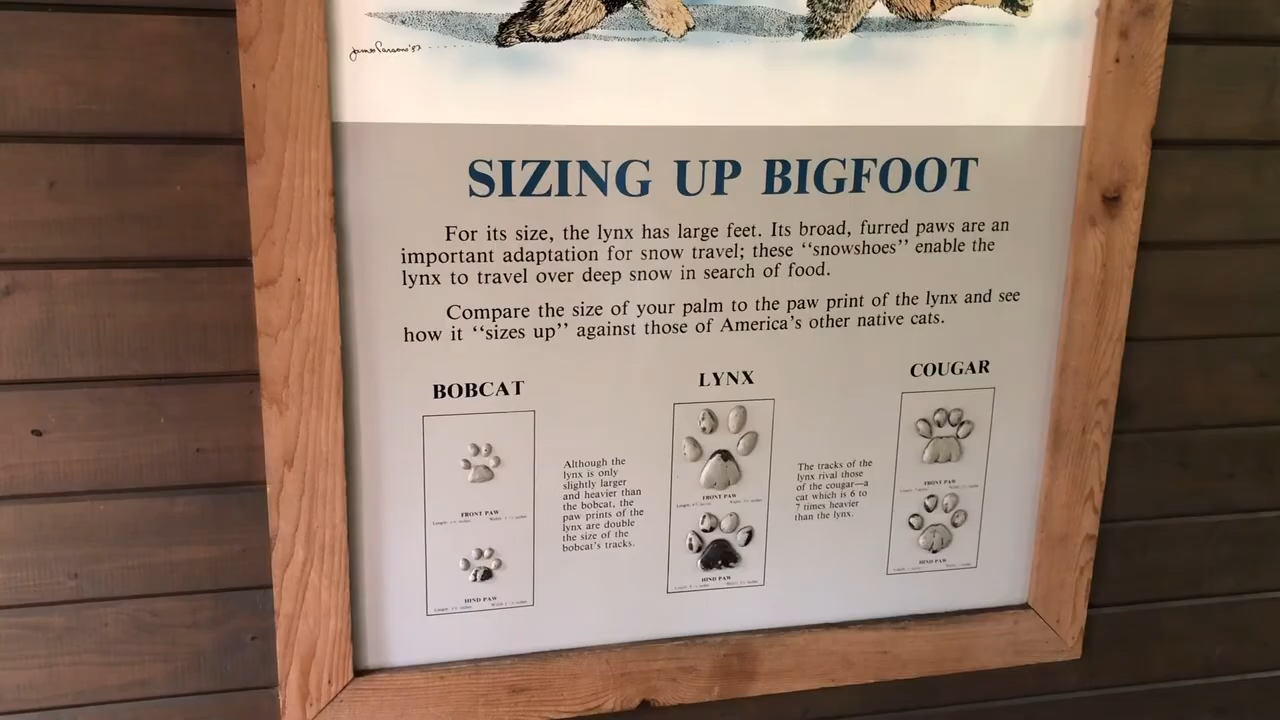 James Parsons '87
SIZING UP BIGFOOT
For its size, the lynx has large feet. Its broad, furred paws are an
important adaptation for snow travel; these "snowshoes" enable the
lynx to travel over deep snow in search of food.
Compare the size of your palm to the paw print of the lynx and see
how it "sizes up" against those of America's other native cats.
BOBCAT
FRONT PAW
HIND PAW
Although the
lynx is only
slightly larger
and heavier than
the bobcat, the
paw prints of the
lynx are double
the size of the
bobcat's tracks.
LYNX
FRONT PAW
HIND PAW
The tracks of the
lynx rival those
of the cougar—a
cat which is 6 to
7 times heavier
than the lynx.
COUGAR
FRONT PAW
HIND PAW